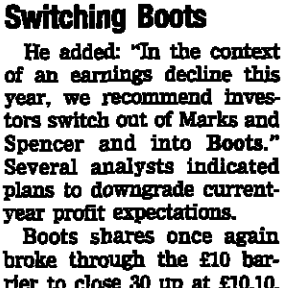 Switching Boots
He added: "In the context
of an earnings decline this
year, we recommend inves-
tors switch out of Marks and
Spencer and into Boots."
Several analysts indicated
plans to downgrade current-
year profit expectations.
Boots shares once again
broke through the £10 bar-
rier to close 30 up at £10.10.